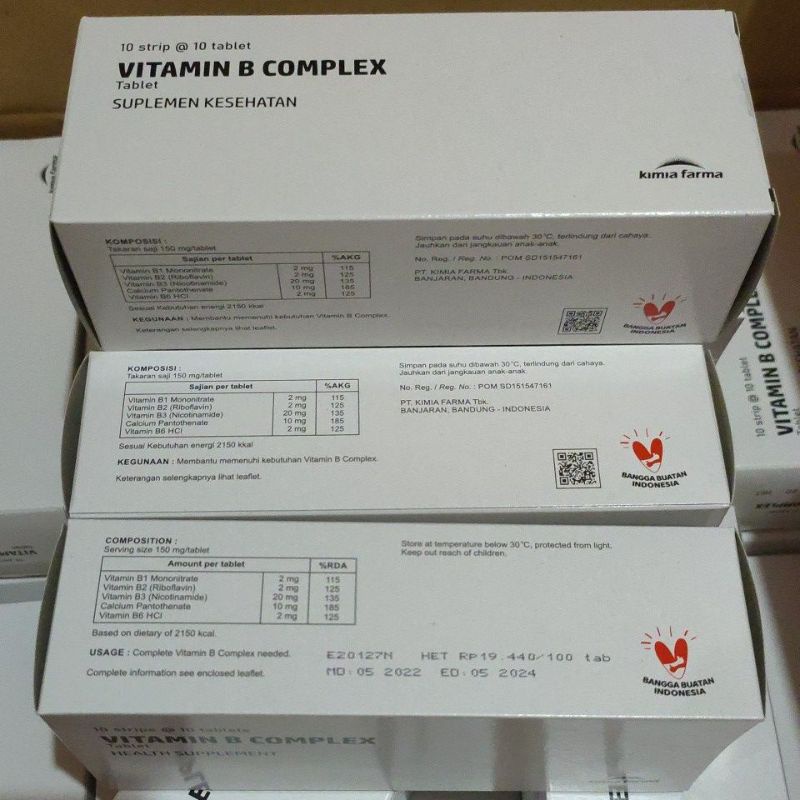 10 strip @ 10 tablet
VITAMIN B COMPLEX
Tablet
SUPLEMEN KESEHATAN
kimia farma
KOMPOSISI :
Takaran saji 150 mg/tablet
Sajian per tablet %AKG
Vitamin B1 Mononitrate 2 mg 115
Vitamin B2 (Riboflavin) 2 mg 125
Vitamin B3 (Nicotinamide) 20 mg 135
Calcium Pantothenate 10 mg 185
Vitamin B6 HCl 2 mg 125
Sesuai Kebutuhan energi 2150 kkal
KEGUNAAN : Membantu memenuhi kebutuhan Vitamin B Complex.
Keterangan selengkapnya lihat leaflet.
Simpan pada suhu dibawah 30°C, terlindung dari cahaya.
Jauhkan dari jangkauan anak-anak.
No. Reg. / Reg. No. : POM SD151547161
PT. KIMIA FARMA Tbk.
BANJARAN, BANDUNG - INDONESIA
BANGGA BUATAN
INDONESIA
KOMPOSISI :
Takaran saji 150 mg/tablet
Sajian per tablet %AKG
Vitamin B1 Mononitrate 2 mg 115
Vitamin B2 (Riboflavin) 2 mg 125
Vitamin B3 (Nicotinamide) 20 mg 135
Calcium Pantothenate 10 mg 185
Vitamin B6 HCl 2 mg 125
Sesuai Kebutuhan energi 2150 kkal
KEGUNAAN : Membantu memenuhi kebutuhan Vitamin B Complex.
Keterangan selengkapnya lihat leaflet.
Simpan pada suhu dibawah 30°C, terlindung dari cahaya.
Jauhkan dari jangkauan anak-anak.
No. Reg. / Reg. No. : POM SD151547161
PT. KIMIA FARMA Tbk.
BANJARAN, BANDUNG - INDONESIA
BANGGA BUATAN
INDONESIA
COMPOSITION :
Serving size 150 mg/tablet
Amount per tablet %RDA
Vitamin B1 Mononitrate 2 mg 115
Vitamin B2 (Riboflavin) 2 mg 125
Vitamin B3 (Nicotinamide) 20 mg 135
Calcium Pantothenate 10 mg 185
Vitamin B6 HCl 2 mg 125
Based on dietary of 2150 kcal.
USAGE : Complete Vitamin B Complex needed.
Complete information see enclosed leaflet.
Store at temperature below 30°C, protected from light.
Keep out reach of children.
E20127N HET RP19.440/100 tab
MD:05 2022 ED:05 2024
BANGGA BUATAN
INDONESIA
10 strips @ 10 tablets
VITAMIN B COMPLEX
Tablet
HEALTH SUPPLEMENT
kimia farma
10 strip @ 10 tablet
VITAMIN B COMPL
Tablet